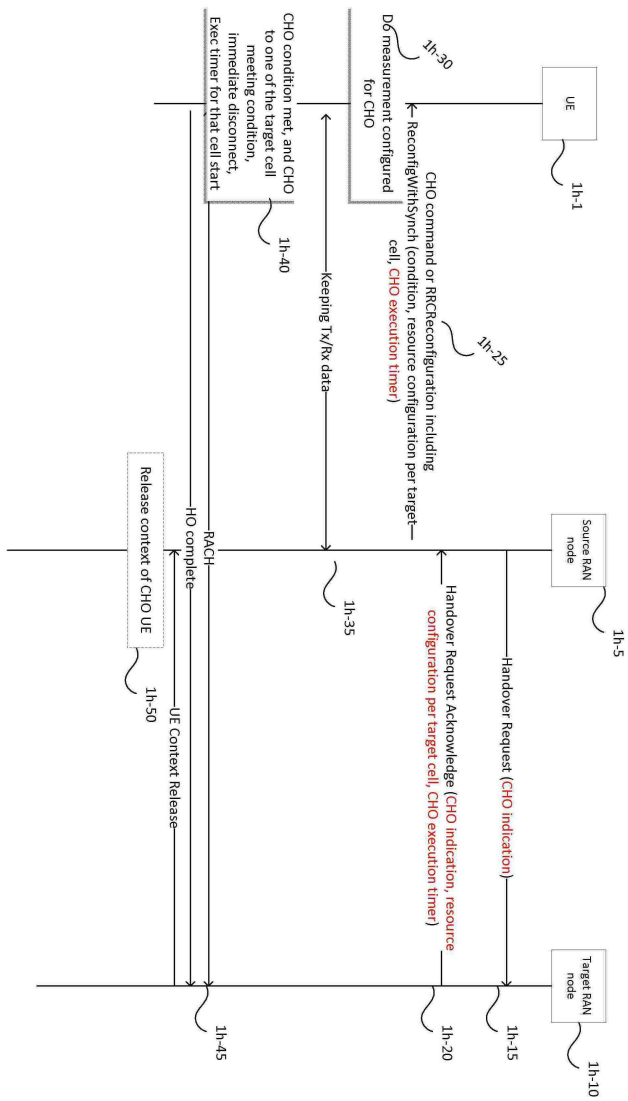 UE
1h-1
Source RAN
node
1h-5
Target RAN
node
1h-10
Handover Request (CHO indication)
1h-15
Handover Request Acknowledge (CHO indication, resource
configuration per target cell, CHO execution timer)
1h-20
CHO command or RRCReconfiguration including
ReconfigWithSynch (condition, resource configuration per target
cell, CHO execution timer)
1h-25
1h-30
Do measurement configured
for CHO
Keeping Tx/Rx data
1h-35
CHO condition met, and CHO
to one of the target cell
meeting condition,
immediate disconnect,
Exec timer for that cell start
1h-40
RACH
HO complete
1h-45
UE Context Release
Release context of CHO UE
1h-50